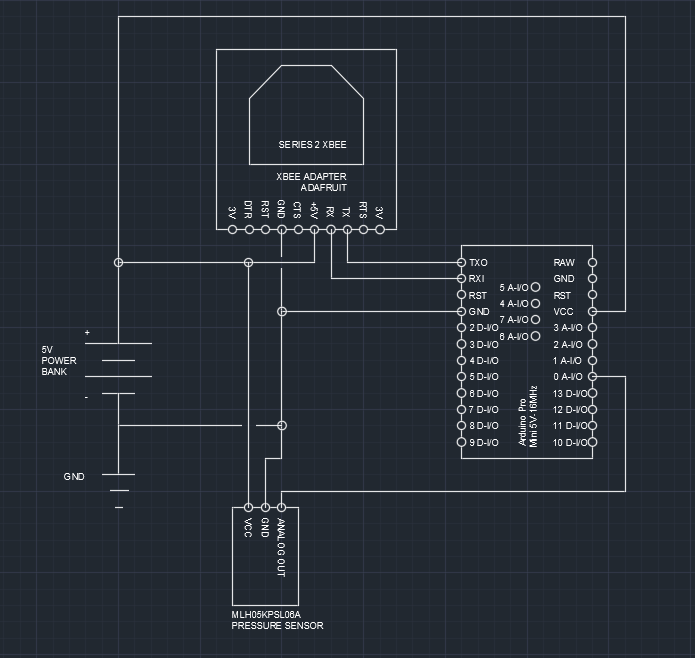 SERIES 2 XBEE
XBEE ADAPTER
ADAFRUIT
3V
DTR
RST
GND
CTS
+5V
RX
TX
RTS
3V
TXO
RXI
RST
GND
2 D-I/O
3 D-I/O
4 D-I/O
5 D-I/O
6 D-I/O
7 D-I/O
8 D-I/O
9 D-I/O
5 A-I/O
4 A-I/O
7 A-I/O
6 A-I/O
RAW
GND
RST
VCC
3 A-I/O
2 A-I/O
1 A-I/O
0 A-I/O
13 D-I/O
12 D-I/O
11 D-I/O
10 D-I/O
Arduino Pro
Mini 5V-16MHz
+
5V
POWER
BANK
-
GND
VCC
GND
ANALOG OUT
MLH05KPSL06A
PRESSURE SENSOR